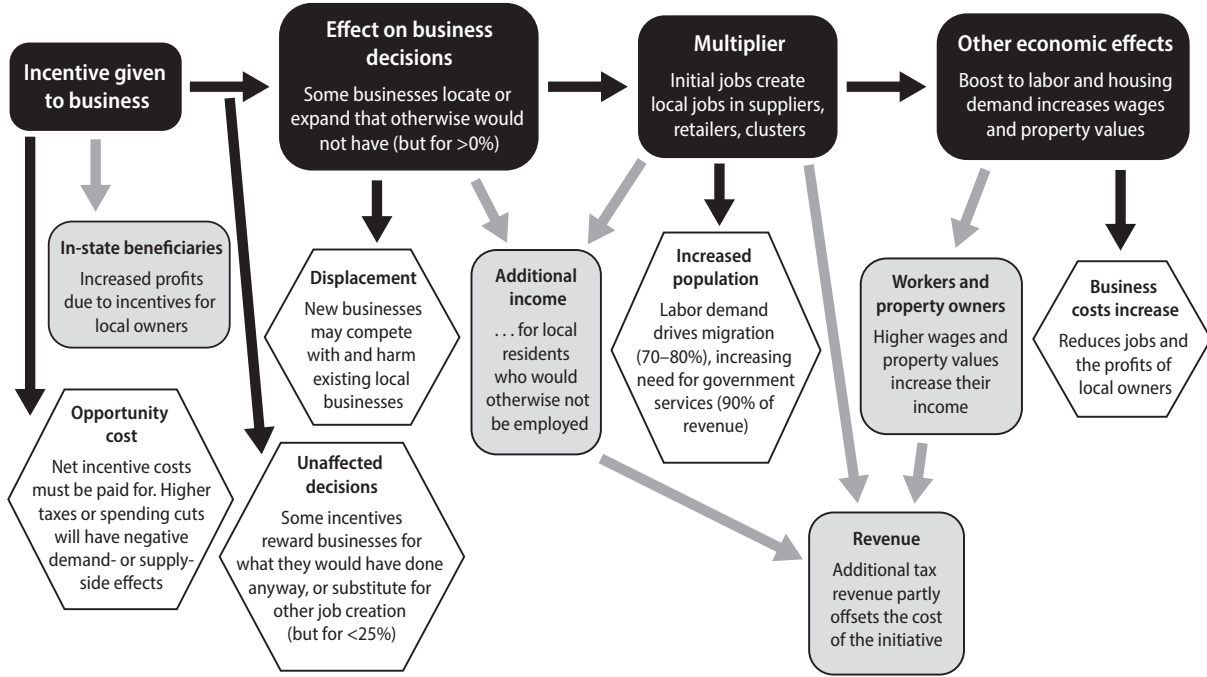 Incentive given
to business
Effect on business
decisions
Some businesses locate or
expand that otherwise would
not have (but for >0%)
Multiplier
Initial jobs create
local jobs in suppliers,
retailers, clusters
Other economic effects
Boost to labor and housing
demand increases wages
and property values
In-state beneficiaries
Increased profits
due to incentives for
local owners
Displacement
New businesses
may compete
with and harm
existing local
businesses
Additional
income
. . . for local
residents
who would
otherwise not
be employed
Increased
population
Labor demand
drives migration
(70–80%), increasing
need for government
services (90% of
revenue)
Workers and
property owners
Higher wages and
property values
increase their
income
Business
costs increase
Reduces jobs and
the profits of
local owners
Opportunity
cost
Net incentive costs
must be paid for. Higher
taxes or spending cuts
will have negative
demand- or supply-
side effects
Unaffected
decisions
Some incentives
reward businesses for
what they would have done
anyway, or substitute for
other job creation
(but for <25%)
Revenue
Additional tax
revenue partly
offsets the cost
of the initiative